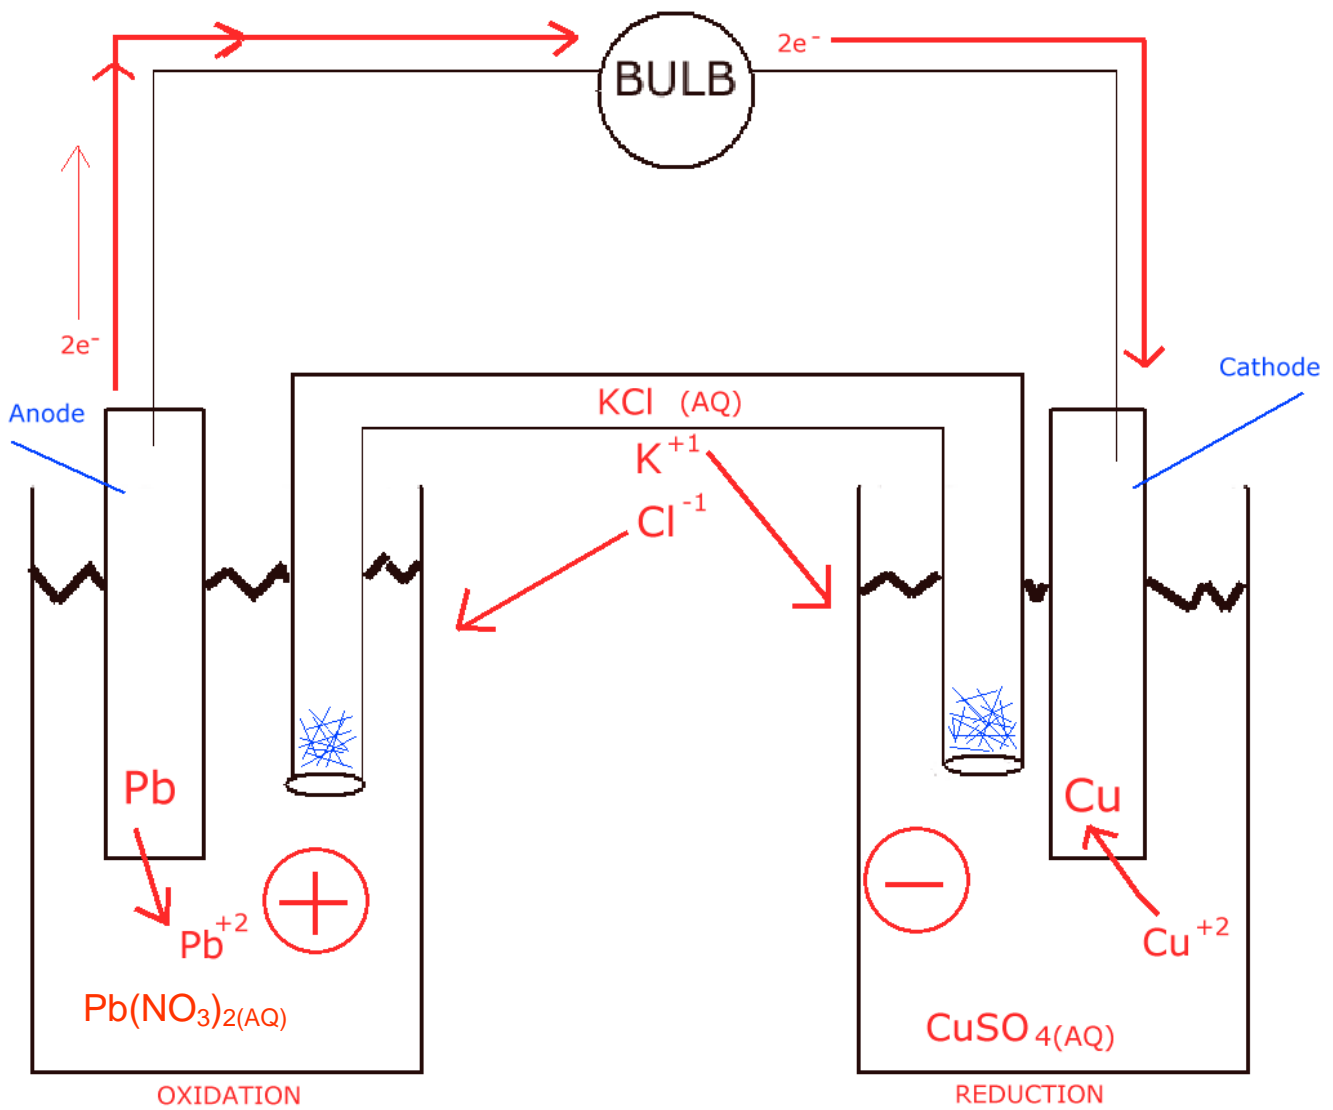 BULB
2e⁻
2e⁻
Anode
Cathode
KCl (AQ)
K⁺¹
Cl⁻¹
Pb
Cu
+
−
Pb⁺²
Cu⁺²
Pb(NO₃)₂(AQ)
CuSO₄(AQ)
OXIDATION
REDUCTION